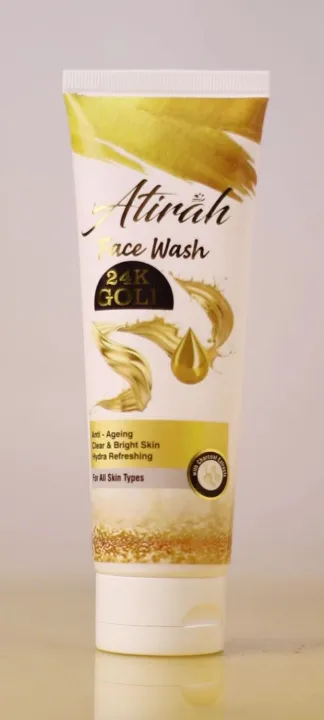 Atirah
Face Wash
24K
GOLD
Anti - Ageing
Clear & Bright Skin
Hydra Refreshing
For All Skin Types